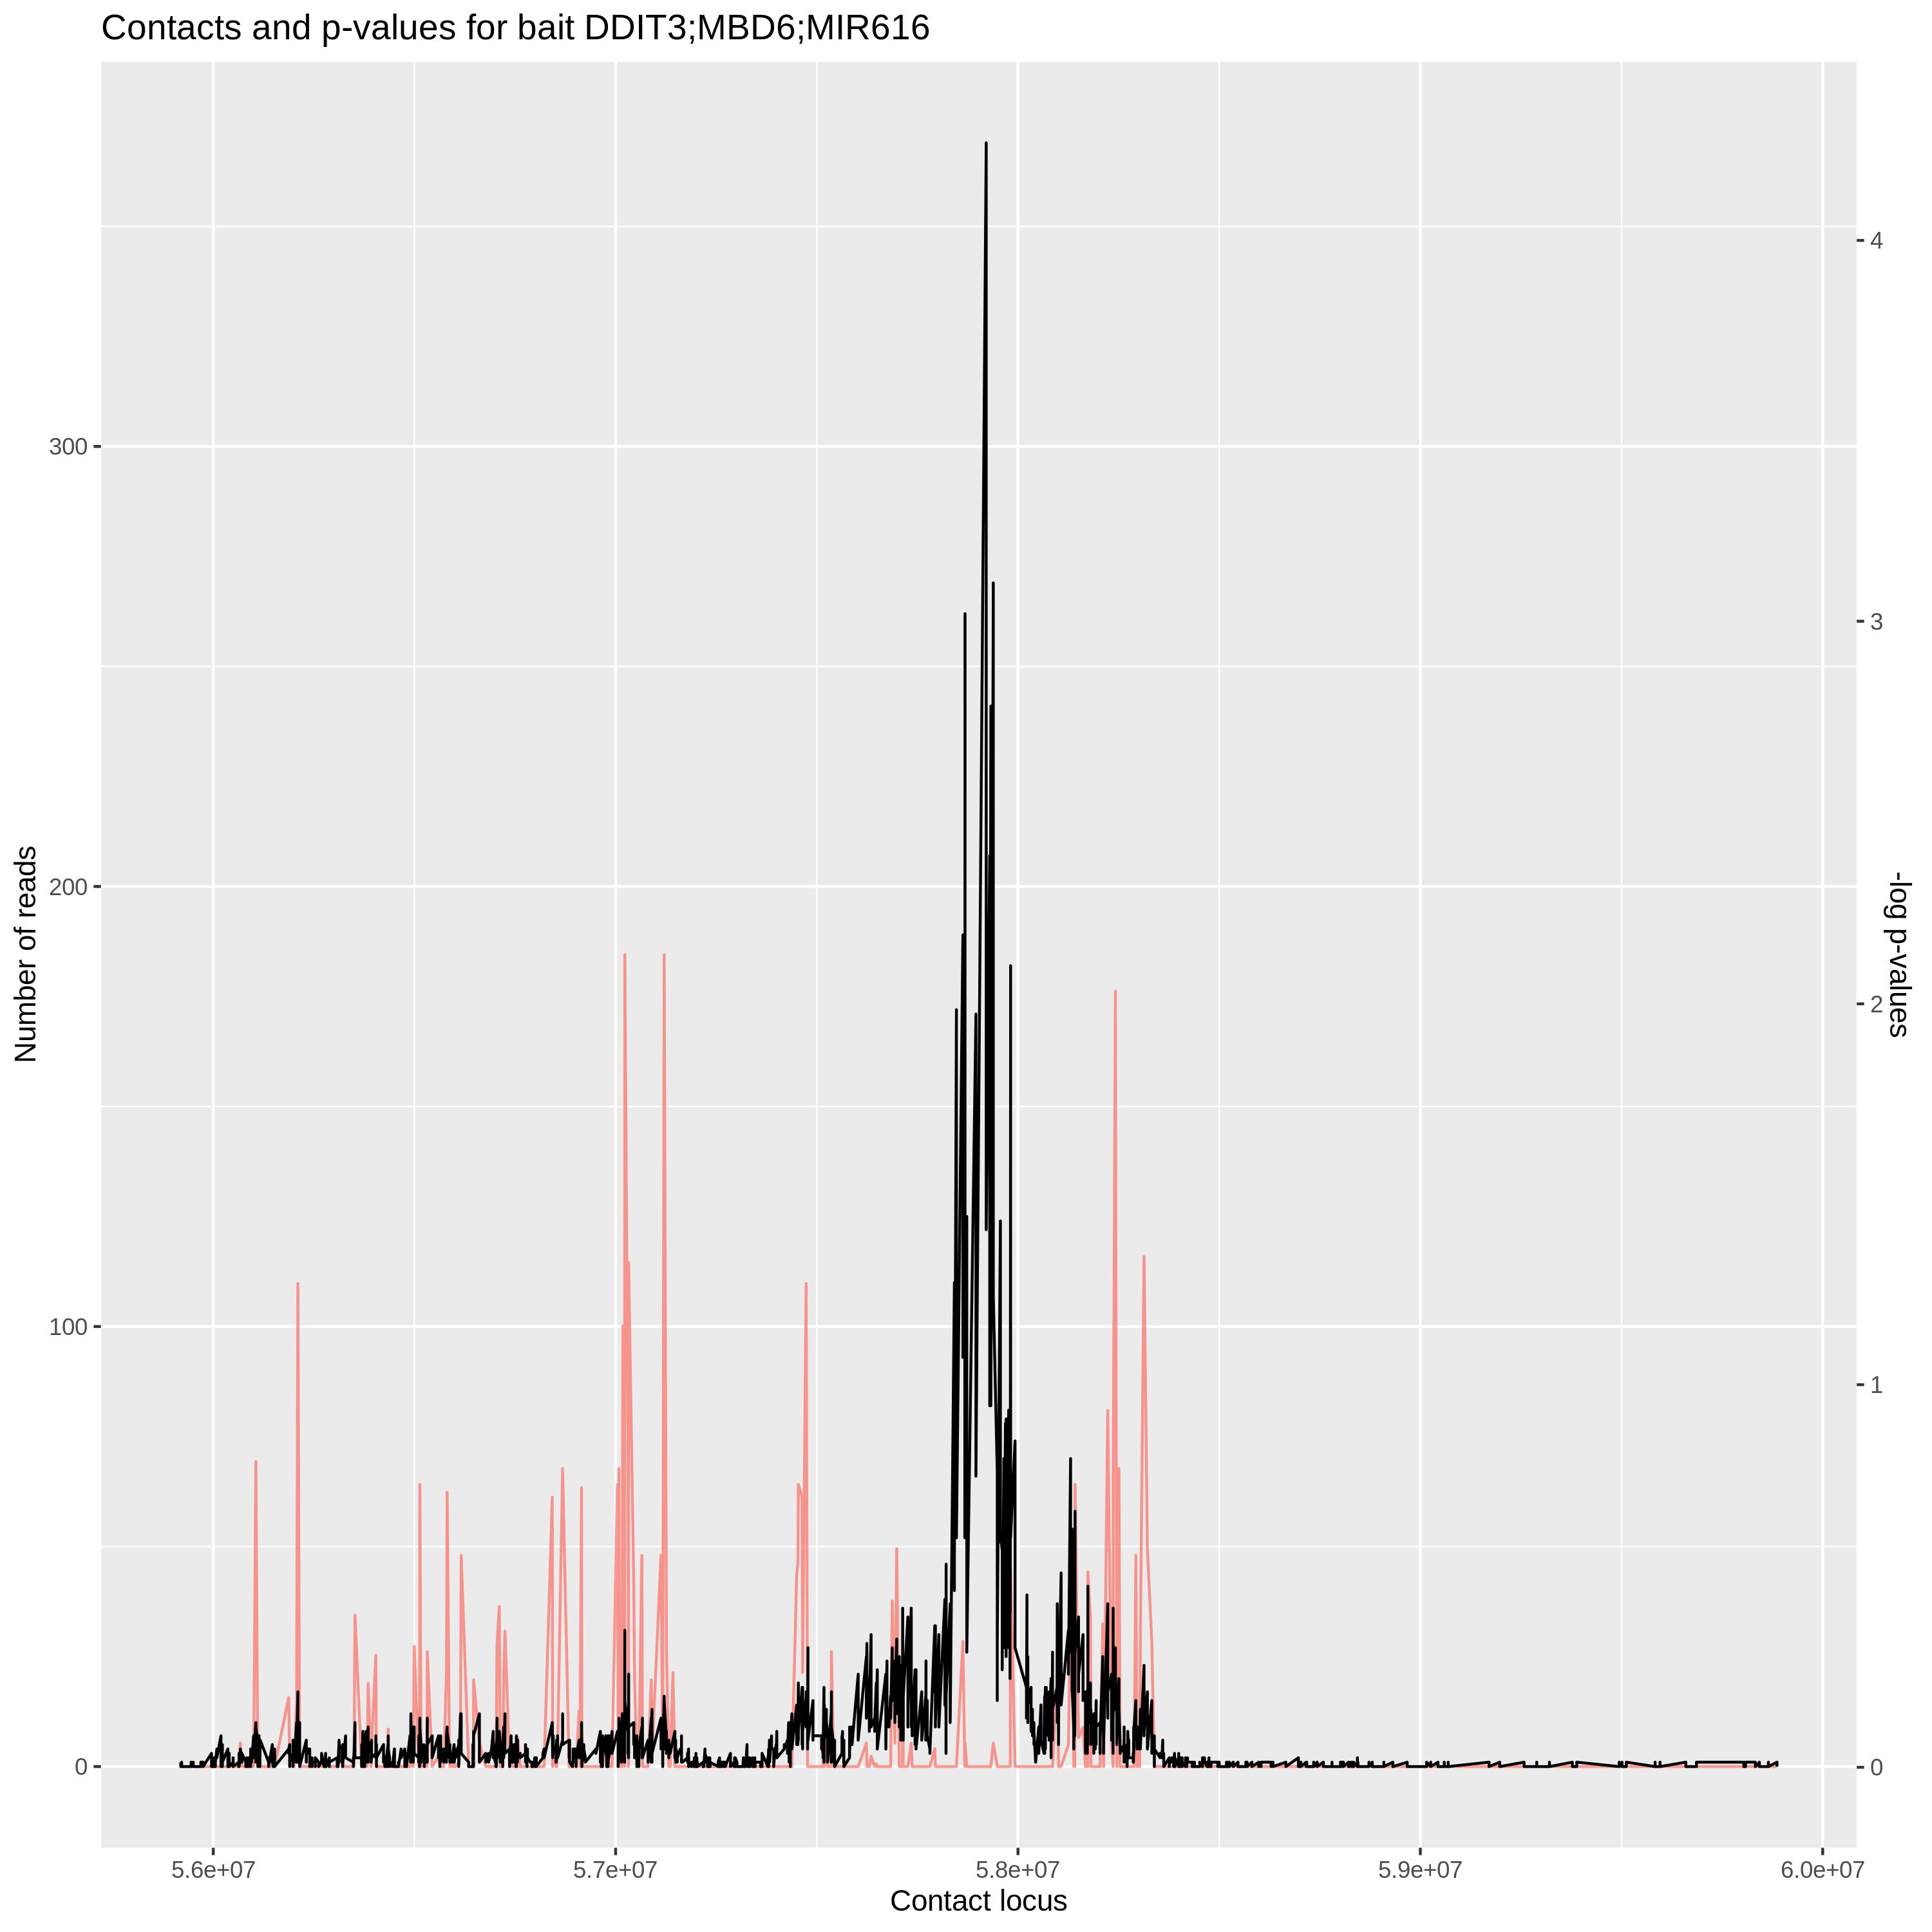 Contacts and p-values for bait DDIT3;MBD6;MIR616
Number of reads
300
200
100
0
4
3
2
1
0
-log p-values
5.6e+07
5.7e+07
5.8e+07
5.9e+07
6.0e+07
Contact locus